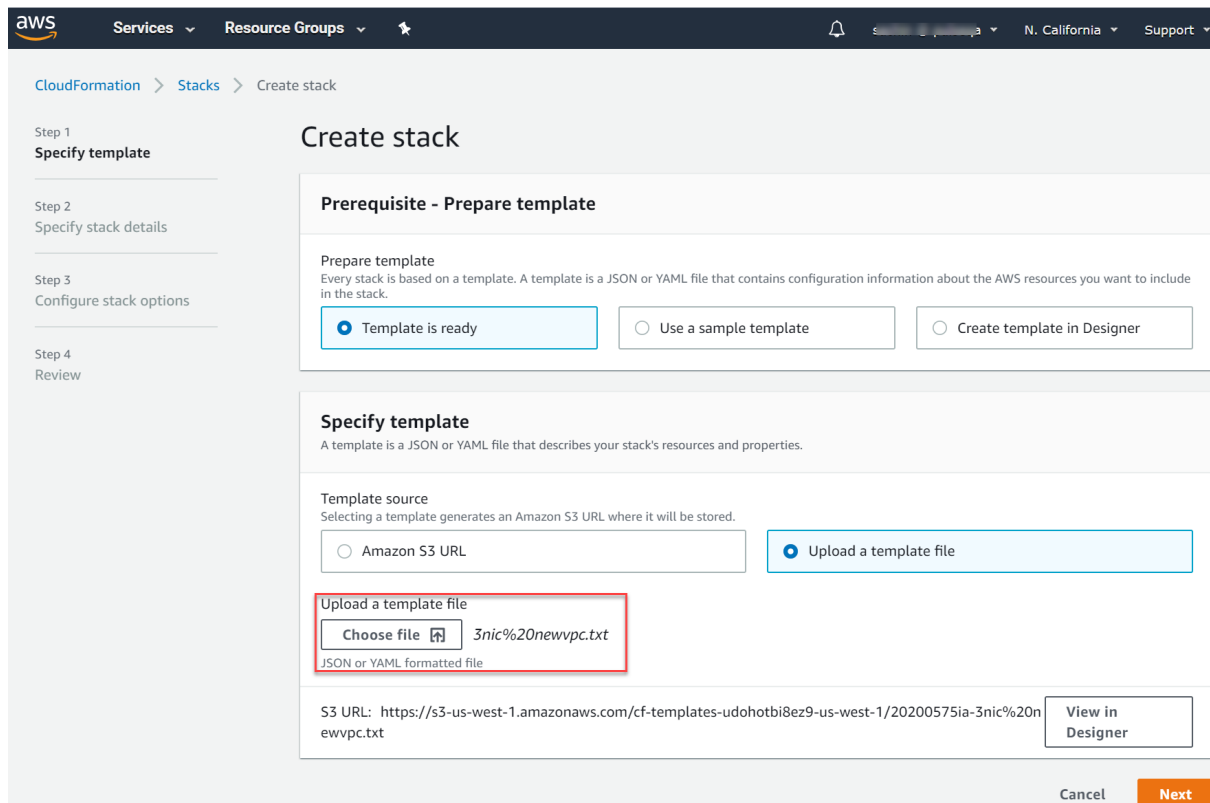 aws
Services
Resource Groups
N. California
Support
CloudFormation
Stacks
Create stack
Step 1
Specify template
Step 2
Specify stack details
Step 3
Configure stack options
Step 4
Review
Create stack
Prerequisite - Prepare template
Prepare template
Every stack is based on a template. A template is a JSON or YAML file that contains configuration information about the AWS resources you want to include
in the stack.
Template is ready
Use a sample template
Create template in Designer
Specify template
A template is a JSON or YAML file that describes your stack's resources and properties.
Template source
Selecting a template generates an Amazon S3 URL where it will be stored.
Amazon S3 URL
Upload a template file
Upload a template file
Choose file
3nic%20newvpc.txt
JSON or YAML formatted file
S3 URL: https://s3-us-west-1.amazonaws.com/cf-templates-udohotbi8ez9-us-west-1/20200575ia-3nic%20n
ewvpc.txt
View in
Designer
Cancel
Next